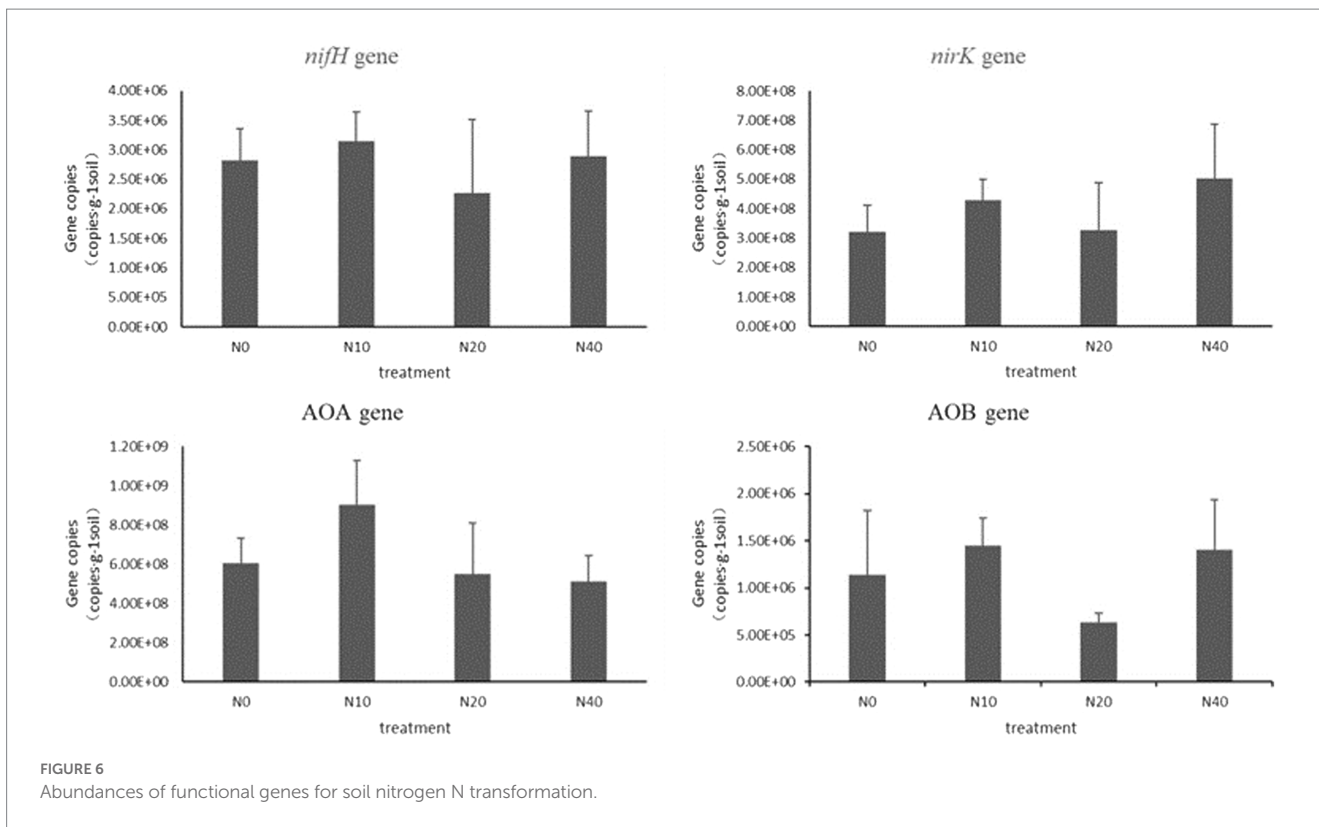 nifH gene
4.00E+06
3.50E+06
3.00E+06
2.50E+06
2.00E+06
1.50E+06
1.00E+06
5.00E+05
0.00E+00
Gene copies
（copies·g-1soil）
N0 N10 N20 N40
treatment
nirK gene
8.00E+08
7.00E+08
6.00E+08
5.00E+08
4.00E+08
3.00E+08
2.00E+08
1.00E+08
0.00E+00
Gene copies
（copies·g-1soil）
N0 N10 N20 N40
treatment
AOA gene
1.20E+09
1.00E+09
8.00E+08
6.00E+08
4.00E+08
2.00E+08
0.00E+00
Gene copies
（copies·g-1soil）
N0 N10 N20 N40
treatment
AOB gene
2.50E+06
2.00E+06
1.50E+06
1.00E+06
5.00E+05
0.00E+00
Gene copies
（copies·g-1soil）
N0 N10 N20 N40
treatment
FIGURE 6
Abundances of functional genes for soil nitrogen N transformation.